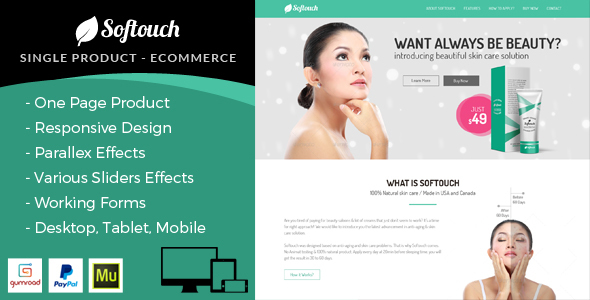 Softouch
SINGLE PRODUCT - ECOMMERCE
- One Page Product
- Responsive Design
- Parallex Effects
- Various Sliders Effects
- Working Forms
- Desktop, Tablet, Mobile
gumroad
PayPal
Mu
Softouch
ABOUT SOFTOUCH
FEATURES
HOW TO APPLY?
BUY NOW
CONTACT
WANT ALWAYS BE BEAUTY?
introducing beautiful skin care solution
Learn More
Buy Now
JUST
$49
Softouch
WHAT IS SOFTOUCH
100% Natural skin care / Made in USA and Canada
How it Works?
Before
00 Days
After
60 Days